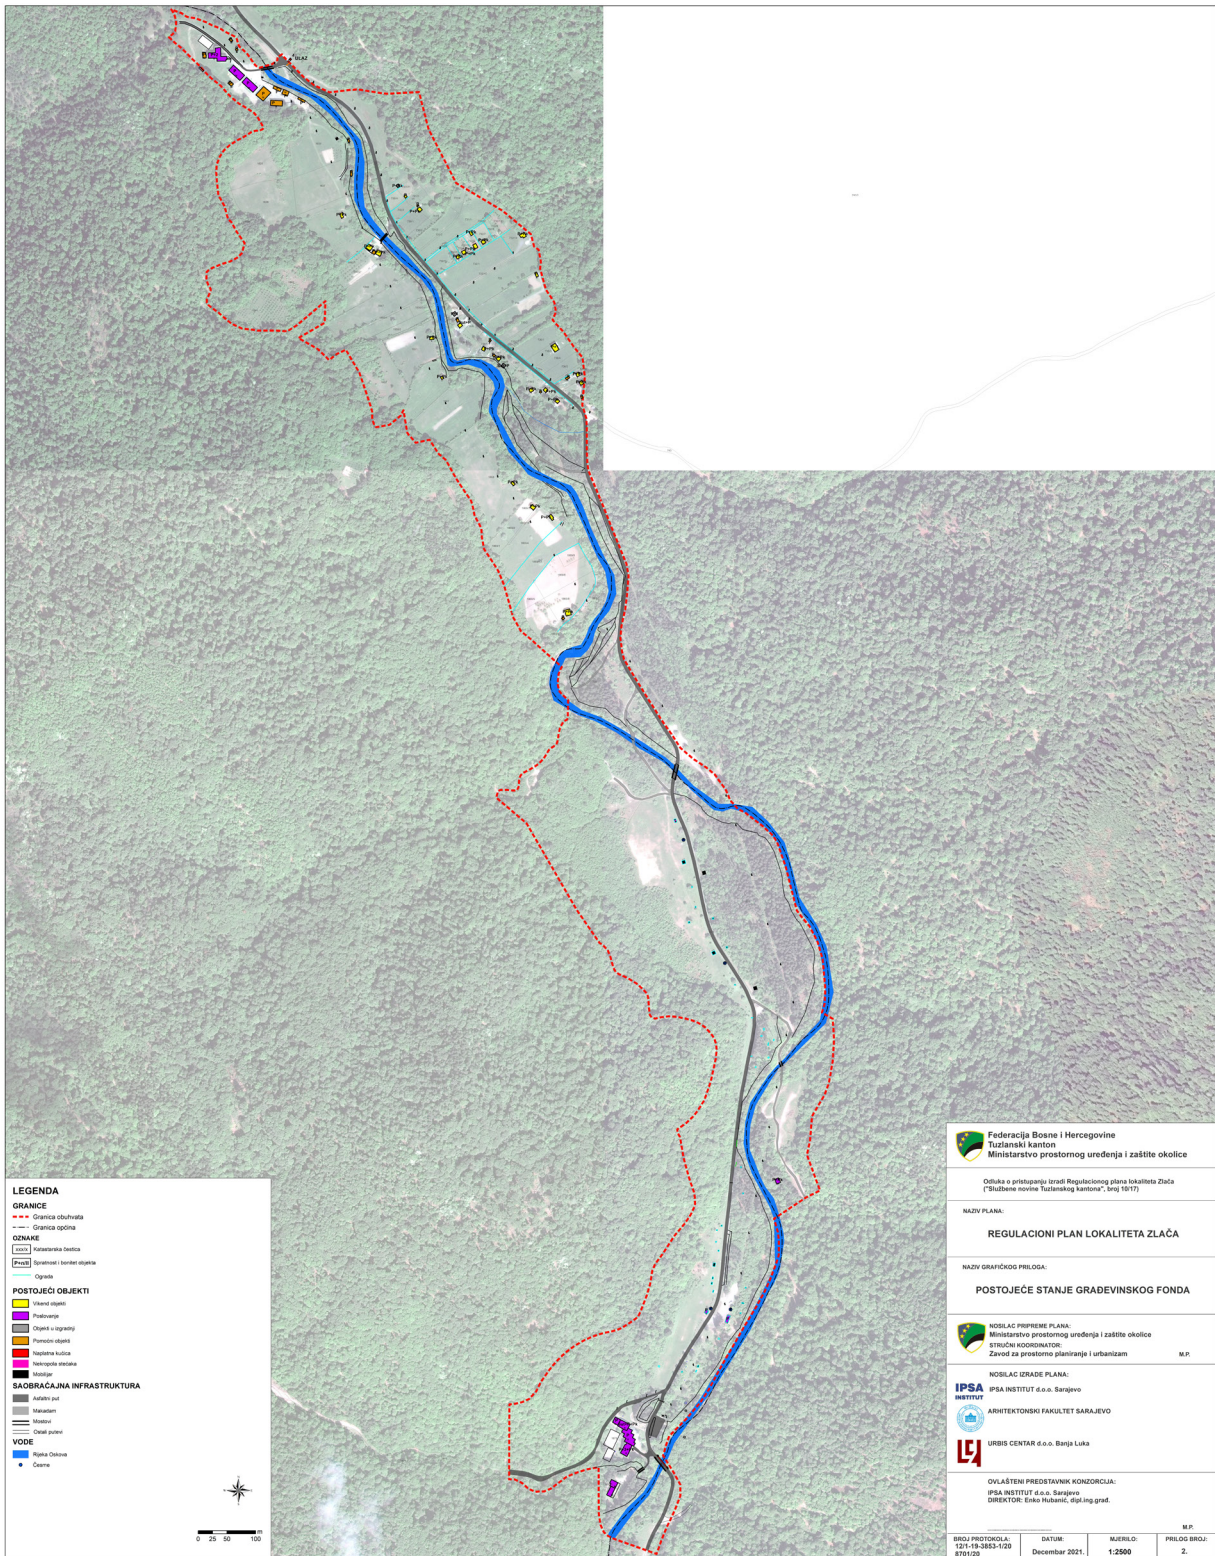 ULAZ
LEGENDA
GRANICE
Granica obuhvata
Granica općina
OZNAKE
xxx/x Katastarska čestica
P+n/II Spratnost i bonitet objekta
Ograda
POSTOJEĆI OBJEKTI
Vikend objekti
Poslovanje
Objekti u izgradnji
Pomoćni objekti
Naplatna kućica
Nekropola stećaka
Mobilijar
SAOBRAĆAJNA INFRASTRUKTURA
Asfaltni put
Makadam
Mostovi
Ostali putevi
VODE
Rijeka Oskova
Česme
0 25 50 100 m
Federacija Bosne i Hercegovine
Tuzlanski kanton
Ministarstvo prostornog uređenja i zaštite okolice
Odluka o pristupanju izradi Regulacionog plana lokaliteta Zlača
("Službene novine Tuzlanskog kantona", broj 10/17)
NAZIV PLANA:
REGULACIONI PLAN LOKALITETA ZLAČA
NAZIV GRAFIČKOG PRILOGA:
POSTOJEĆE STANJE GRAĐEVINSKOG FONDA
NOSILAC PRIPREME PLANA:
Ministarstvo prostornog uređenja i zaštite okolice
STRUČNI KOORDINATOR:
Zavod za prostorno planiranje i urbanizam M.P.
NOSILAC IZRADE PLANA:
IPSA INSTITUT
IPSA INSTITUT d.o.o. Sarajevo
ARHITEKTONSKI FAKULTET SARAJEVO
URBIS CENTAR d.o.o. Banja Luka
OVLAŠTENI PREDSTAVNIK KONZORCIJA:
IPSA INSTITUT d.o.o. Sarajevo
DIREKTOR: Enko Hubanić, dipl.ing.građ.
M.P.
BROJ PROTOKOLA: DATUM: MJERILO: PRILOG BROJ:
12/1-19-3853-1/20
8701/20 Decembar 2021. 1:2500 2.